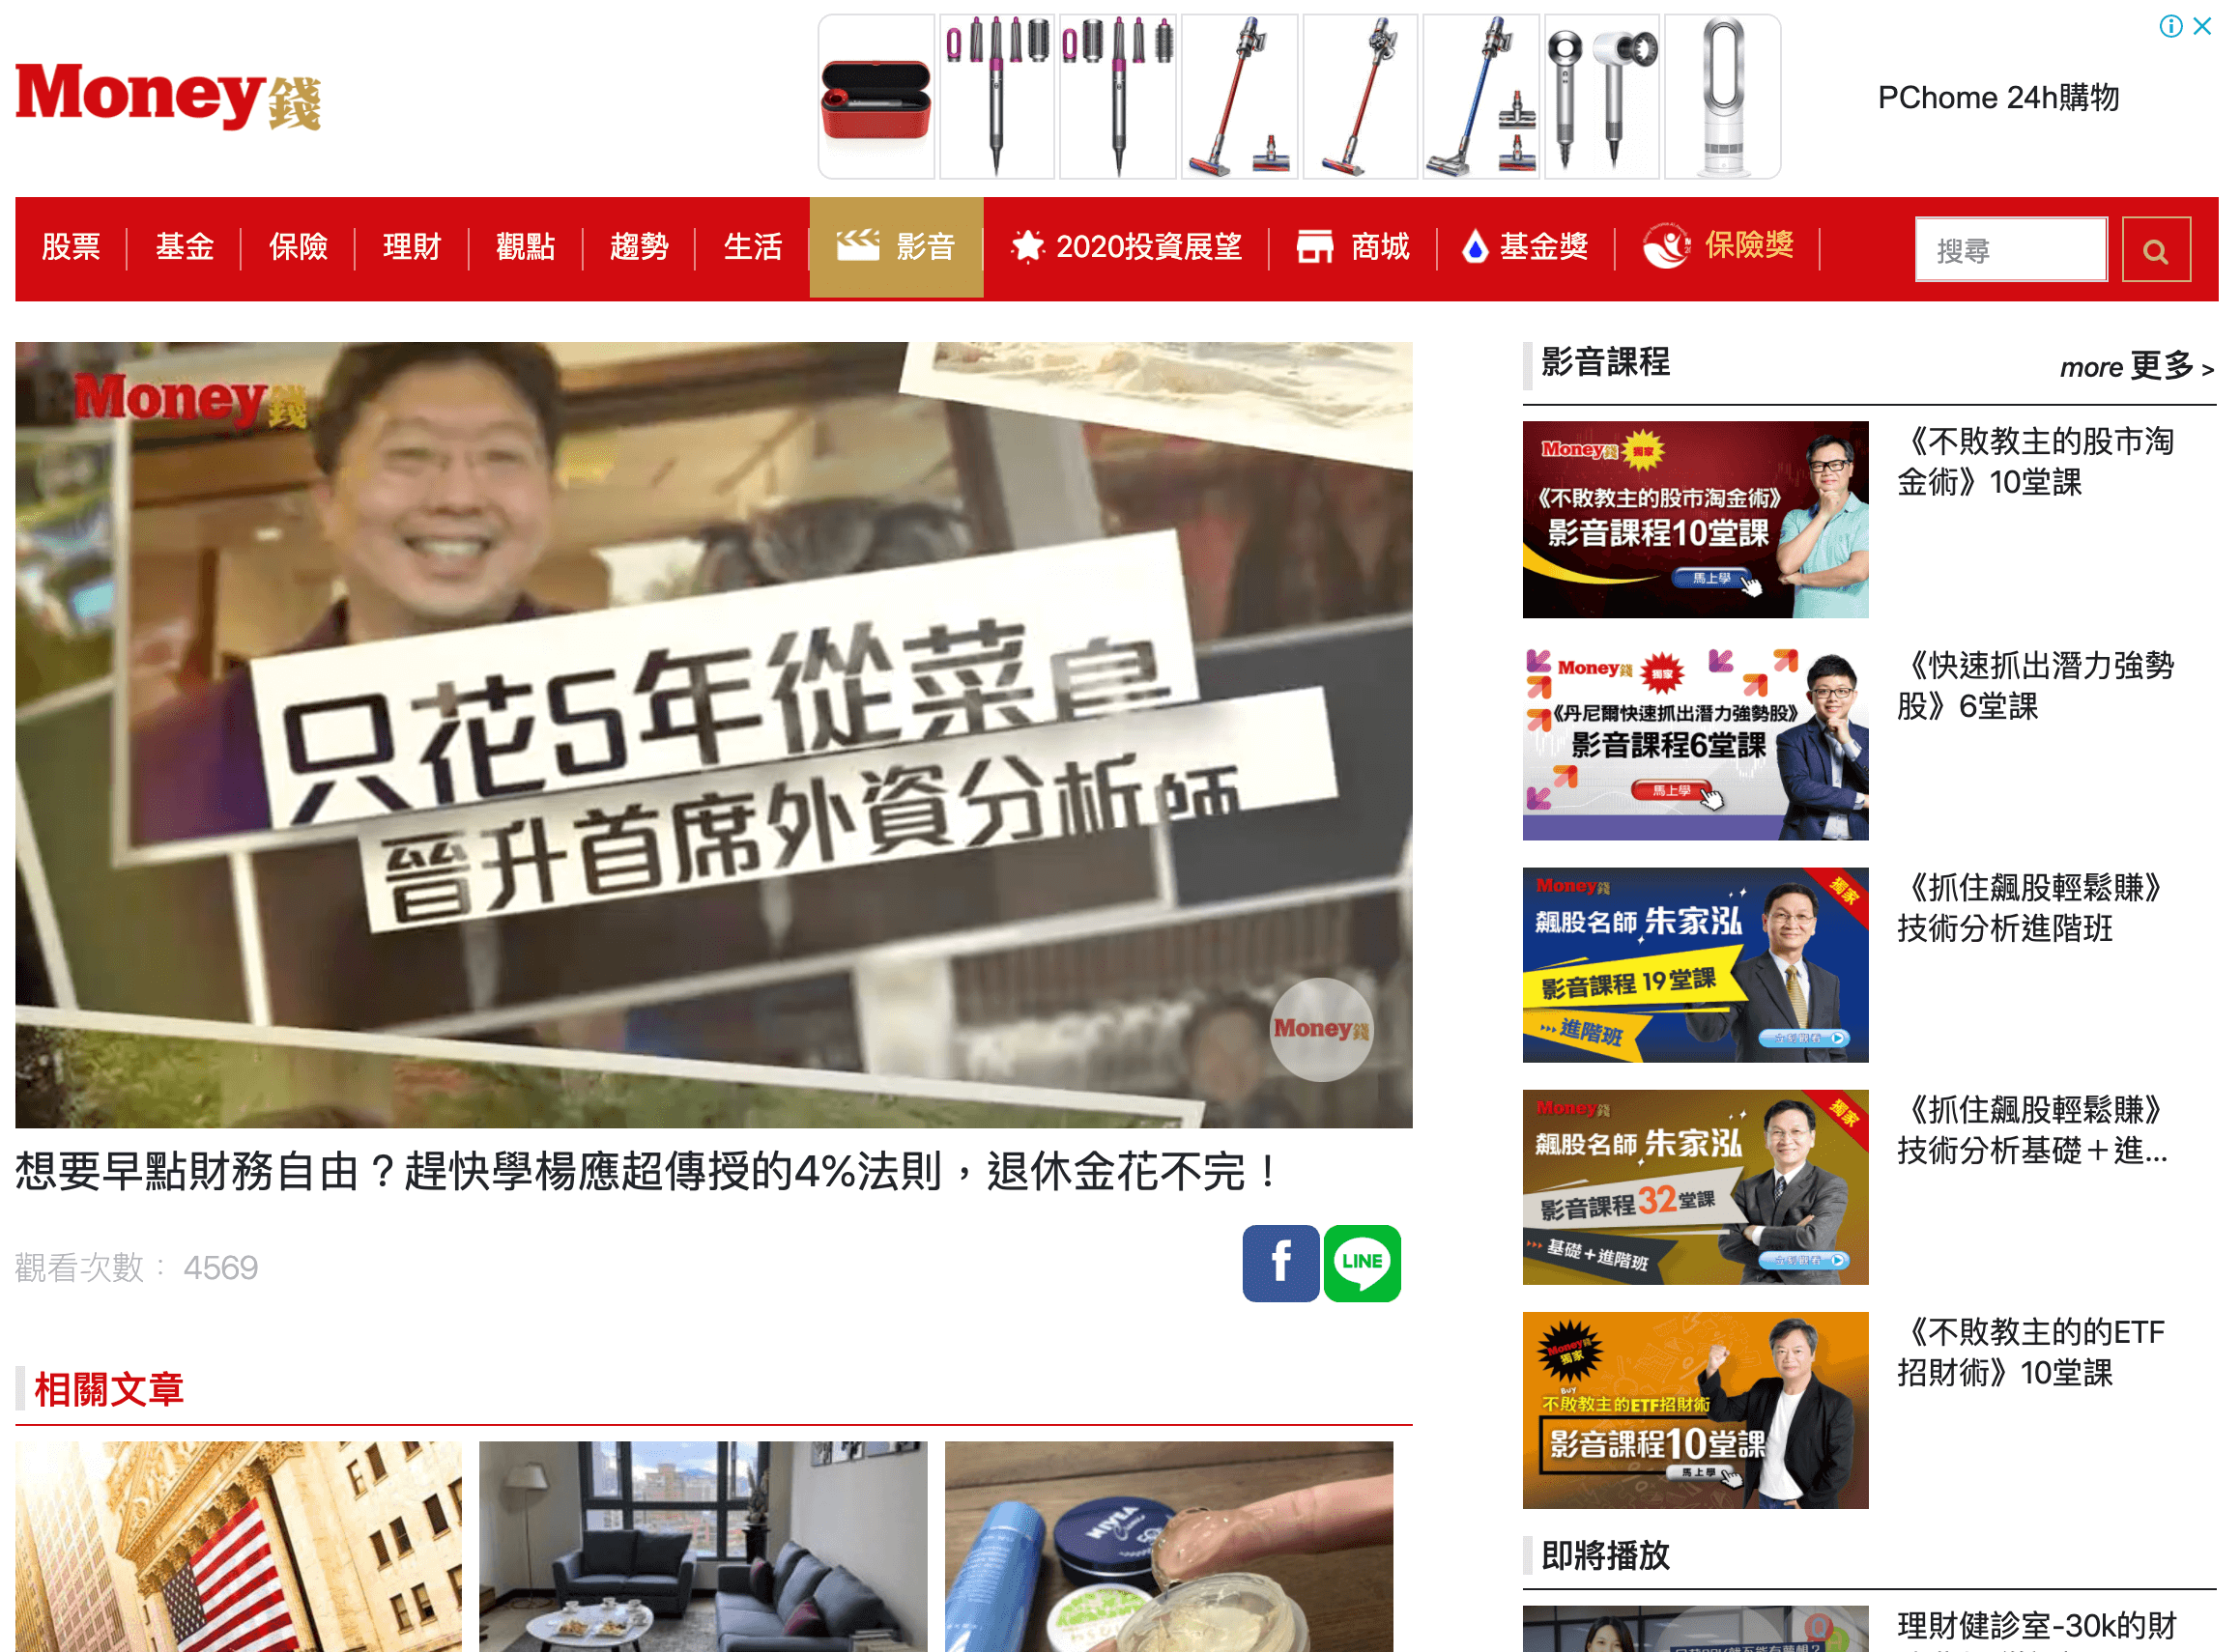 Money錢
PChome 24h購物
股票
基金
保險
理財
觀點
趨勢
生活
影音
2020投資展望
商城
基金獎
保險獎
搜尋
Money錢
只花5年從菜鳥
晉升首席外資分析師
Money錢
想要早點財務自由？趕快學楊應超傳授的4%法則，退休金花不完！
觀看次數： 4569
f
LINE
相關文章
NIVEA
影音課程
more 更多 >
Money錢 獨家
《不敗教主的股市淘金術》
影音課程10堂課
馬上學
《不敗教主的股市淘
金術》10堂課
Money錢 獨家
《丹尼爾快速抓出潛力強勢股》
影音課程6堂課
馬上學
《快速抓出潛力強勢
股》6堂課
Money錢
獨家
飆股名師 朱家泓
影音課程 19堂課
進階班
《抓住飆股輕鬆賺》
技術分析進階班
Money錢
獨家
飆股名師 朱家泓
影音課程32堂課
基礎＋進階班
《抓住飆股輕鬆賺》
技術分析基礎＋進...
Money錢
獨家
不敗教主的ETF招財術
影音課程10堂課
馬上學
《不敗教主的的ETF
招財術》10堂課
即將播放
理財健診室-30k的財